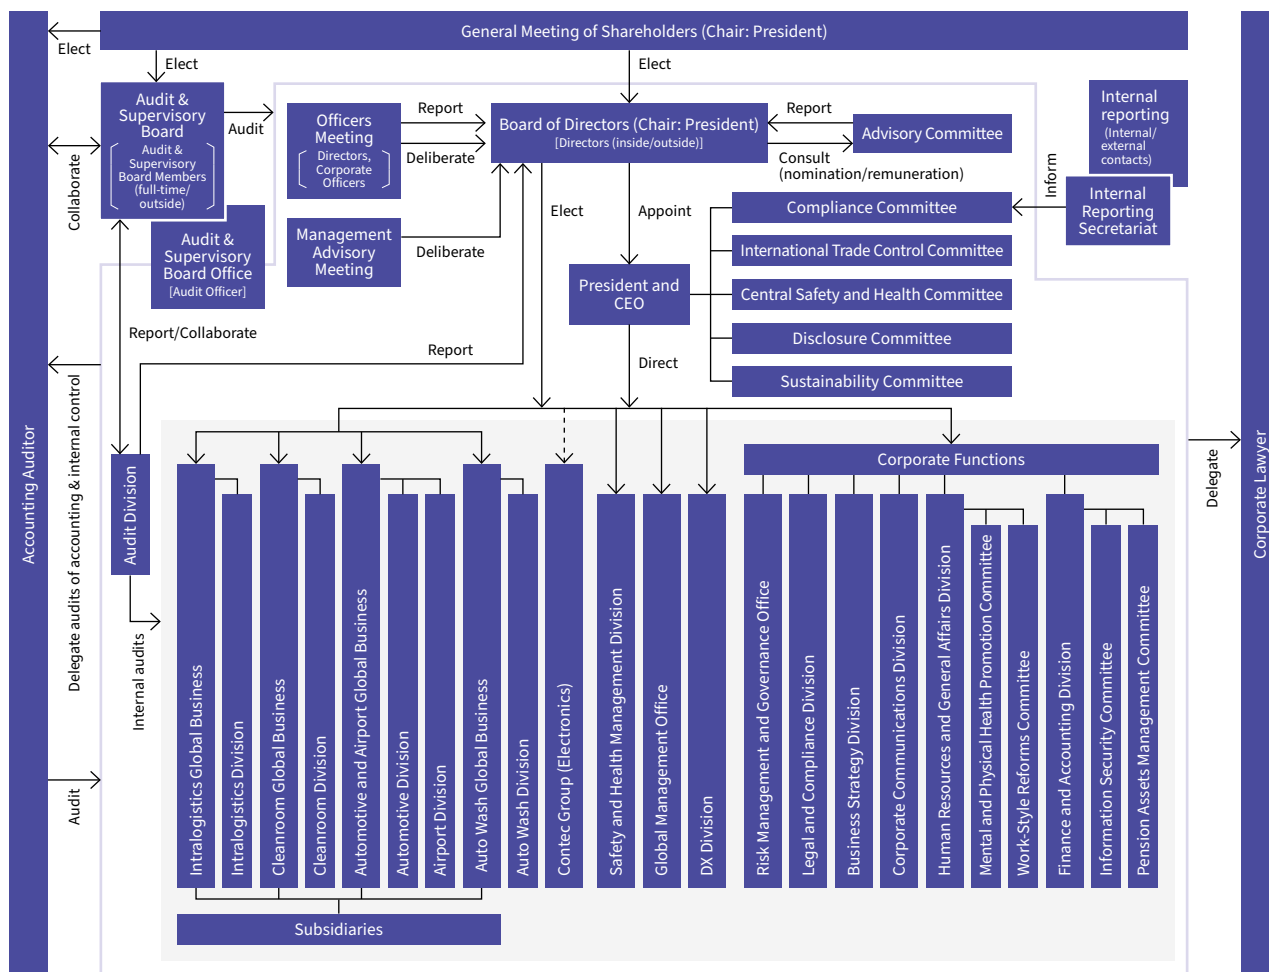 General Meeting of Shareholders (Chair: President)
Elect
Elect
Elect
Audit &
Supervisory
Board
Audit &
Supervisory
Board Members
(full-time/
outside)
Audit
Collaborate
Audit &
Supervisory
Board Office
[Audit Officer]
Officers
Meeting
Directors,
Corporate
Officers
Report
Deliberate
Management
Advisory
Meeting
Deliberate
Board of Directors (Chair: President)
[Directors (inside/outside)]
Report
Advisory Committee
Consult
(nomination/remuneration)
Internal
reporting
(Internal/
external
contacts)
Inform
Internal
Reporting
Secretariat
Elect
Appoint
President and
CEO
Compliance Committee
International Trade Control Committee
Central Safety and Health Committee
Disclosure Committee
Sustainability Committee
Report/Collaborate
Report
Direct
Accounting Auditor
Delegate audits of accounting & internal control
Audit
Audit Division
Internal audits
Delegate
Corporate Lawyer
Intralogistics Global Business
Intralogistics Division
Cleanroom Global Business
Cleanroom Division
Automotive and Airport Global Business
Automotive Division
Airport Division
Auto Wash Global Business
Auto Wash Division
Contec Group (Electronics)
Safety and Health Management Division
Global Management Office
DX Division
Corporate Functions
Risk Management and Governance Office
Legal and Compliance Division
Business Strategy Division
Corporate Communications Division
Human Resources and General Affairs Division
Mental and Physical Health Promotion Committee
Work-Style Reforms Committee
Finance and Accounting Division
Information Security Committee
Pension Assets Management Committee
Subsidiaries